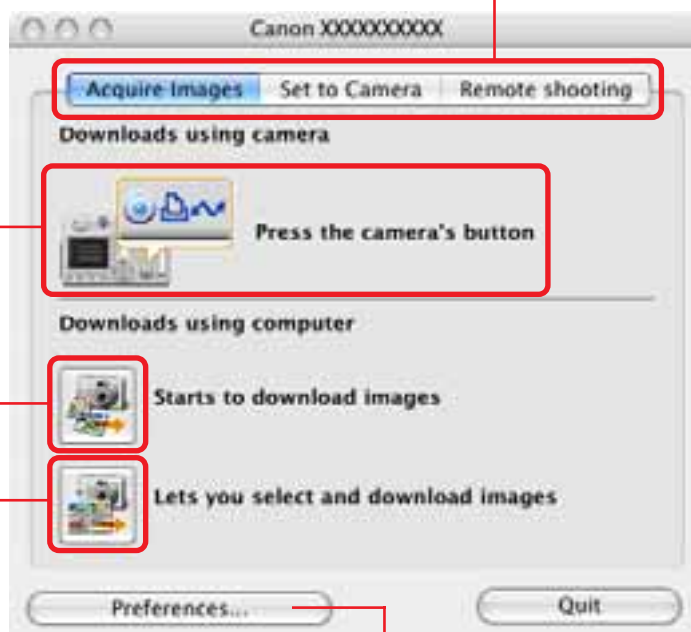 Canon XXXXXXXXXX
Acquire Images Set to Camera Remote shooting
Downloads using camera
Press the camera's button
Downloads using computer
Starts to download images
Lets you select and download images
Preferences... Quit